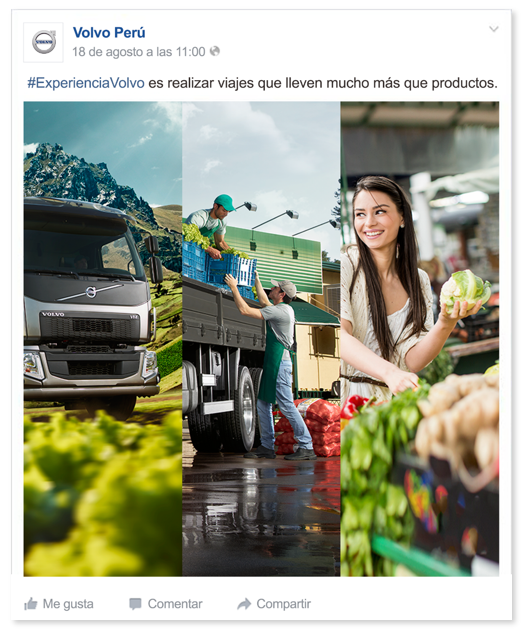 Volvo Perú
18 de agosto a las 11:00
#ExperienciaVolvo es realizar viajes que lleven mucho más que productos.
VOLVO
Me gusta
Comentar
Compartir